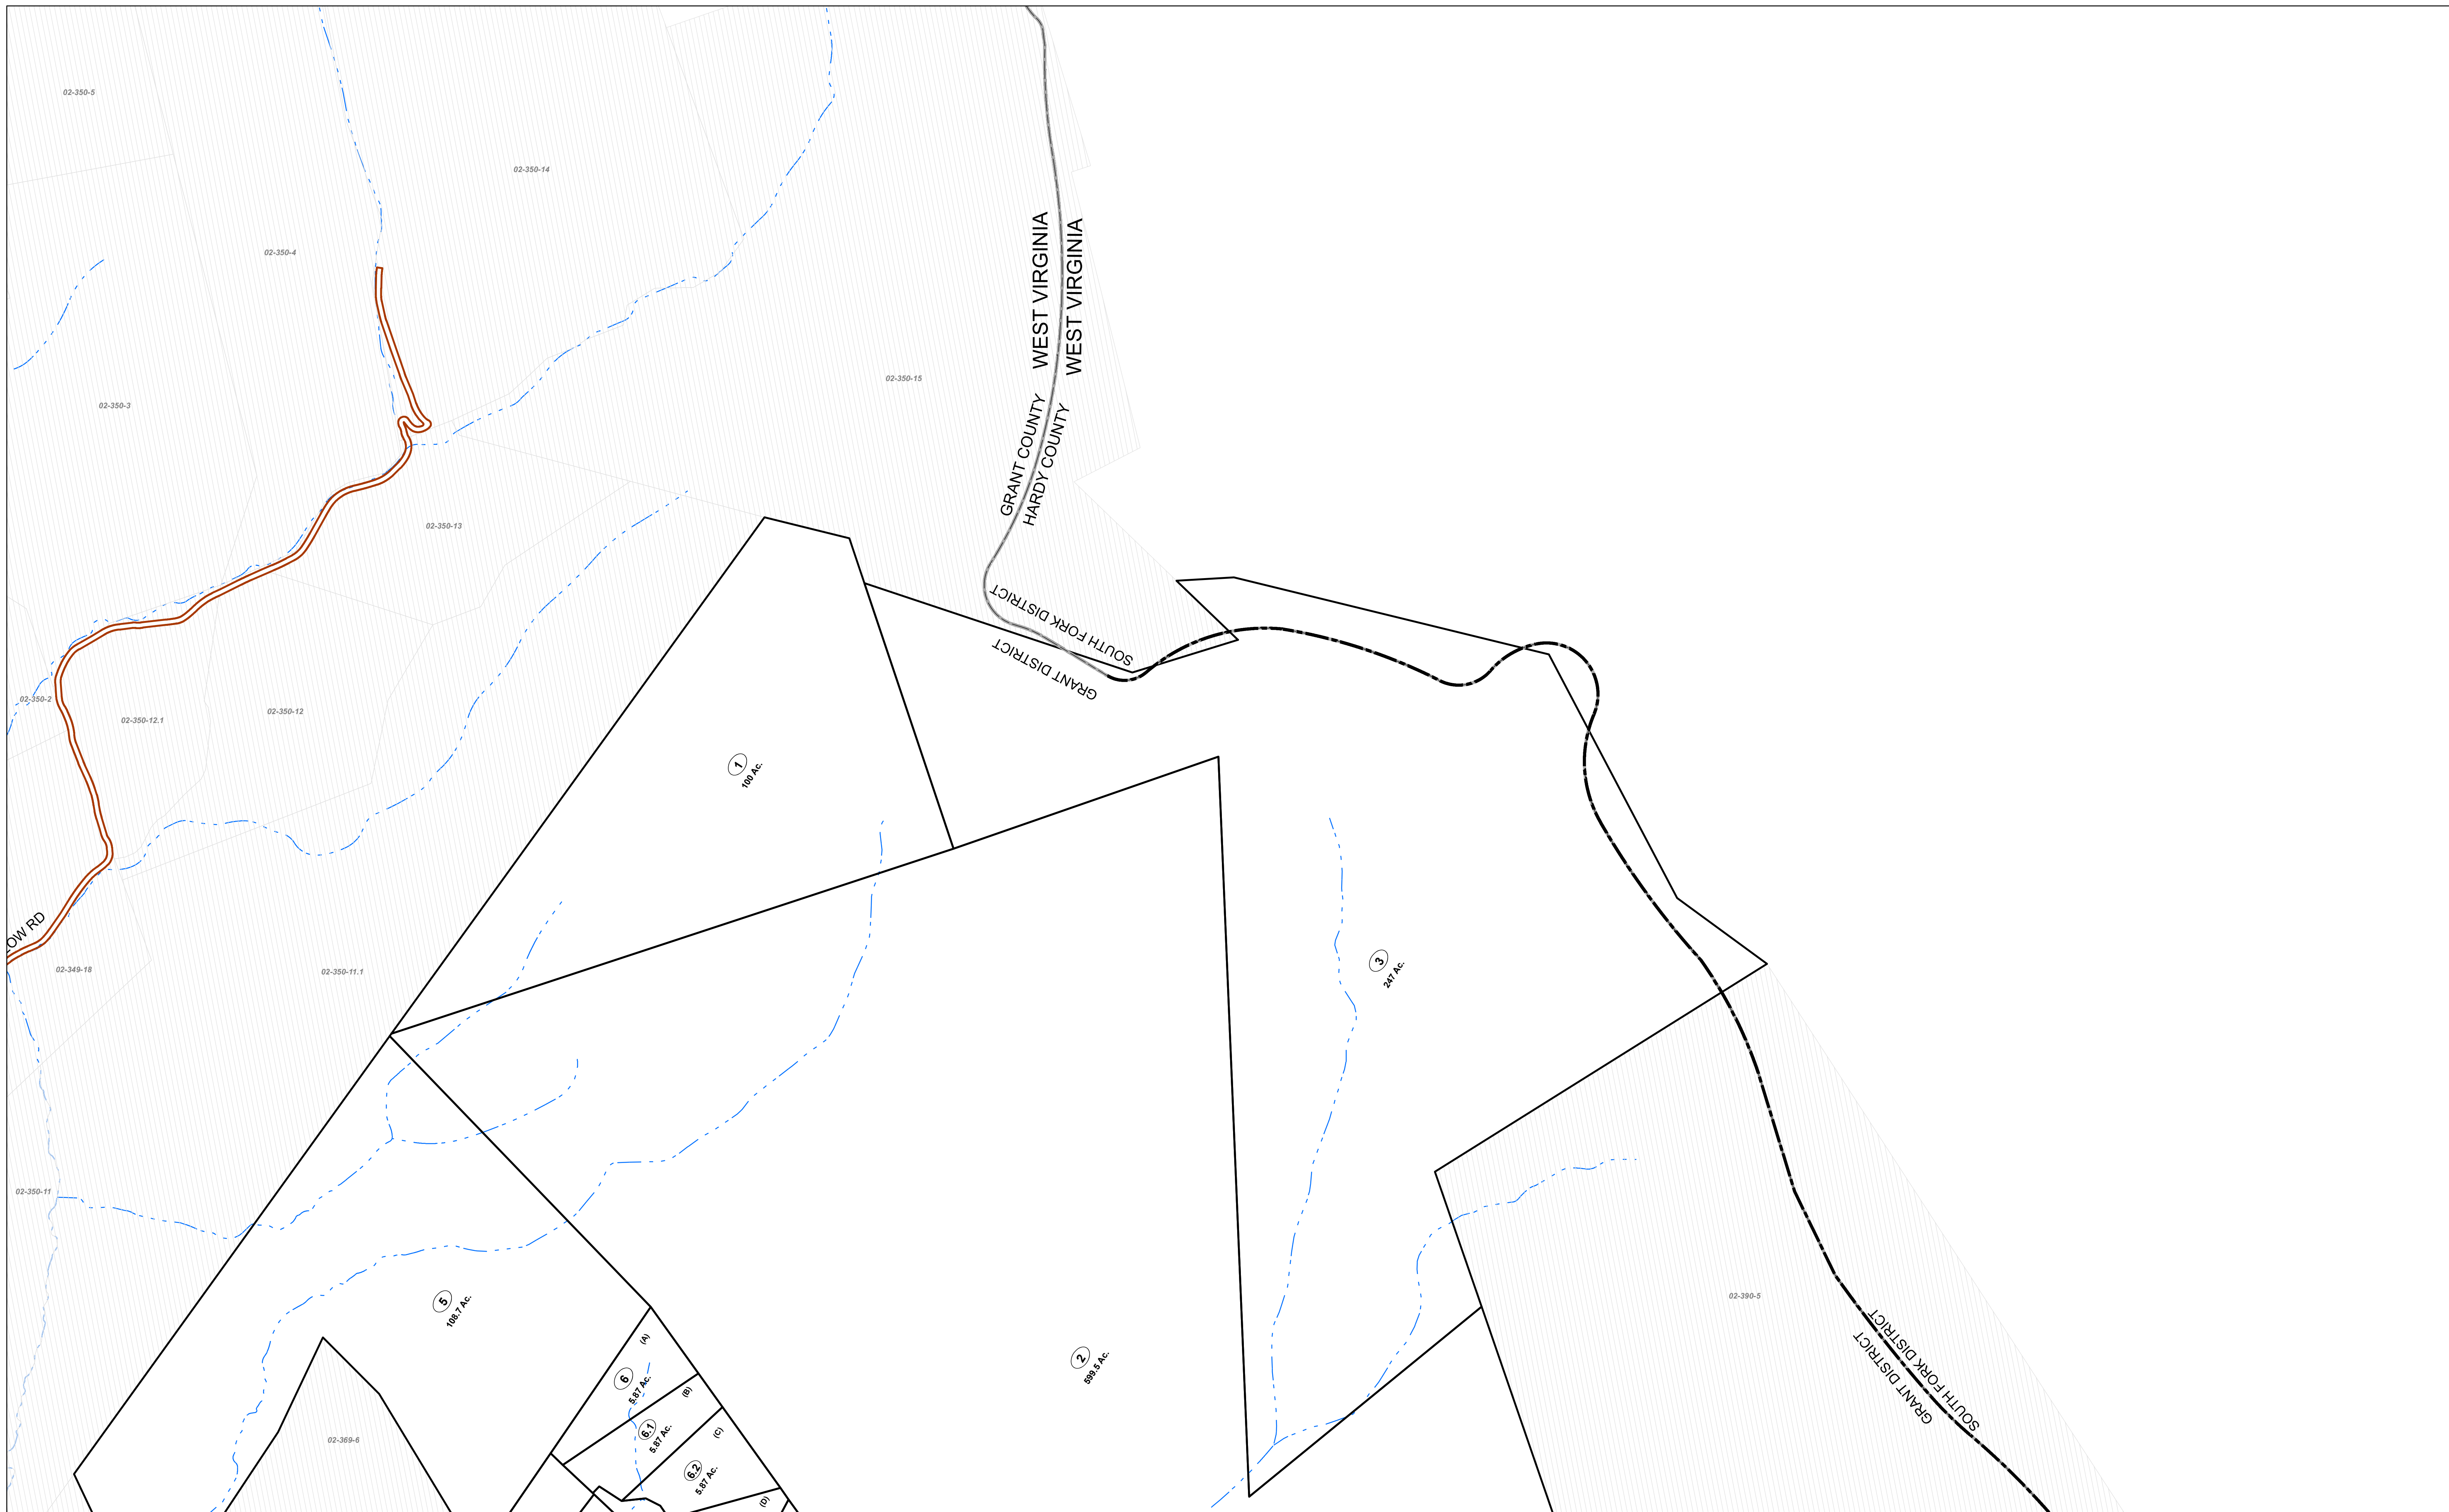 02-350-5
02-350-14
02-350-4
WEST VIRGINIA
WEST VIRGINIA
02-350-15
02-350-3
GRANT COUNTY
HARDY COUNTY
02-350-13
SOUTH FORK DISTRICT
GRANT DISTRICT
02-350-2
02-350-12.1
02-350-12
1
100 Ac.
LOW RD
02-349-18
02-350-11.1
3
247 Ac.
02-350-11
5
108.7 Ac.
02-390-5
SOUTH FORK DISTRICT
GRANT DISTRICT
(A)
6
5.87 Ac.
2
599.5 Ac.
(B)
6.1
5.87 Ac.
(C)
02-369-6
6.2
5.87 Ac.
(D)